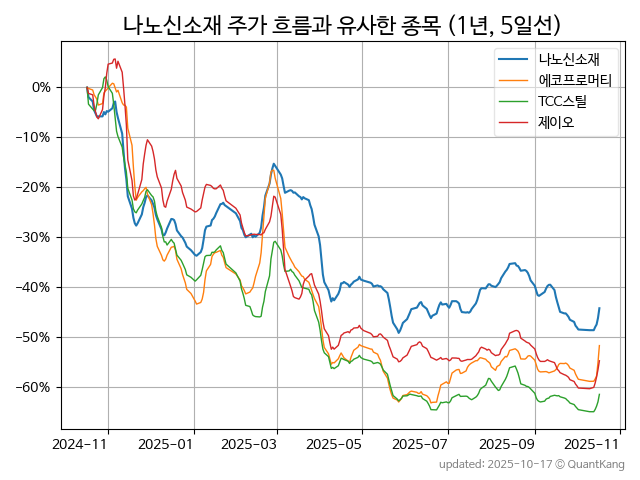 나노신소재 주가 흐름과 유사한 종목 (1년, 5일선)
나노신소재
에코프로머티
TCC스틸
제이오
0%
−10%
−20%
−30%
−40%
−50%
−60%
2024-11 2025-01 2025-03 2025-05 2025-07 2025-09 2025-11
updated: 2025-10-17 © QuantKang